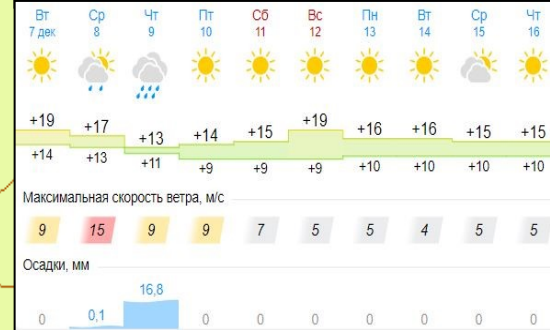 Вт Ср Чт Пт Сб Вс Пн Вт Ср Чт
7 дек 8 9 10 11 12 13 14 15 16
+19 +17 +13 +14 +15 +19 +16 +16 +15 +15
+14 +13 +11 +9 +9 +9 +10 +10 +10 +10
Максимальная скорость ветра, м/с
9 15 9 9 7 5 5 4 5 5
Осадки, мм
0 0,1 16,8 0 0 0 0 0 0 0